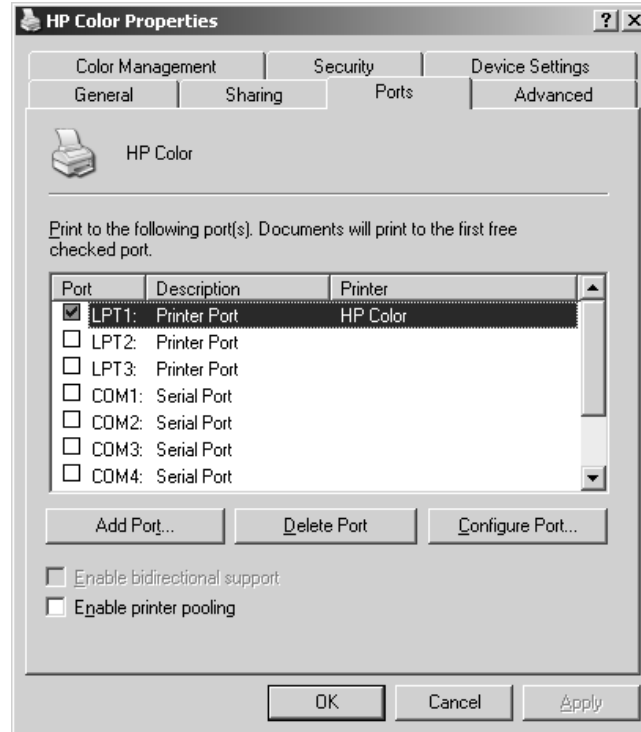 HP Color Properties
? X
Color Management Security Device Settings
General Sharing Ports Advanced
HP Color
Print to the following port(s). Documents will print to the first free
checked port.
Port Description Printer
LPT1: Printer Port HP Color
LPT2: Printer Port
LPT3: Printer Port
COM1: Serial Port
COM2: Serial Port
COM3: Serial Port
COM4: Serial Port
Add Port... Delete Port Configure Port...
Enable bidirectional support
Enable printer pooling
OK Cancel Apply